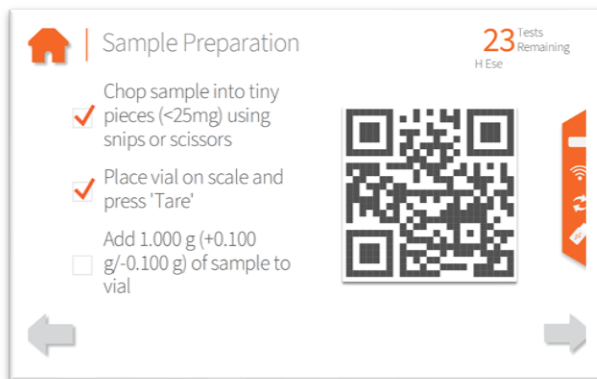 Sample Preparation
23 Tests
Remaining
H Ese
Chop sample into tiny
pieces (<25mg) using
snips or scissors
Place vial on scale and
press 'Tare'
Add 1.000 g (+0.100
g/-0.100 g) of sample to
vial